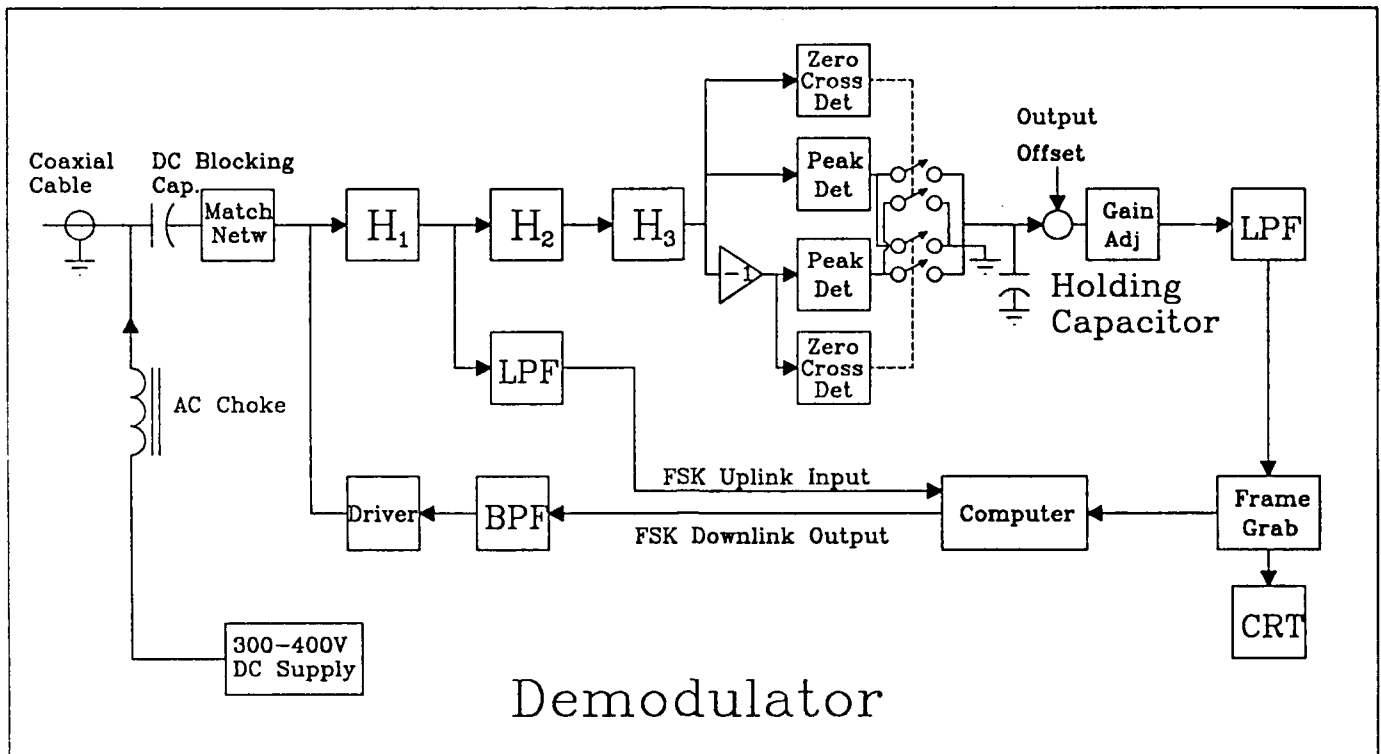 Zero
Cross
Det
Output
Offset
Coaxial
Cable
DC Blocking
Cap.
Match
Netw
H1
H2
H3
Peak
Det
Gain
Adj
LPF
-1
Peak
Det
Holding
Capacitor
LPF
Zero
Cross
Det
AC Choke
FSK Uplink Input
Driver
BPF
FSK Downlink Output
Computer
Frame
Grab
CRT
300-400V
DC Supply
Demodulator